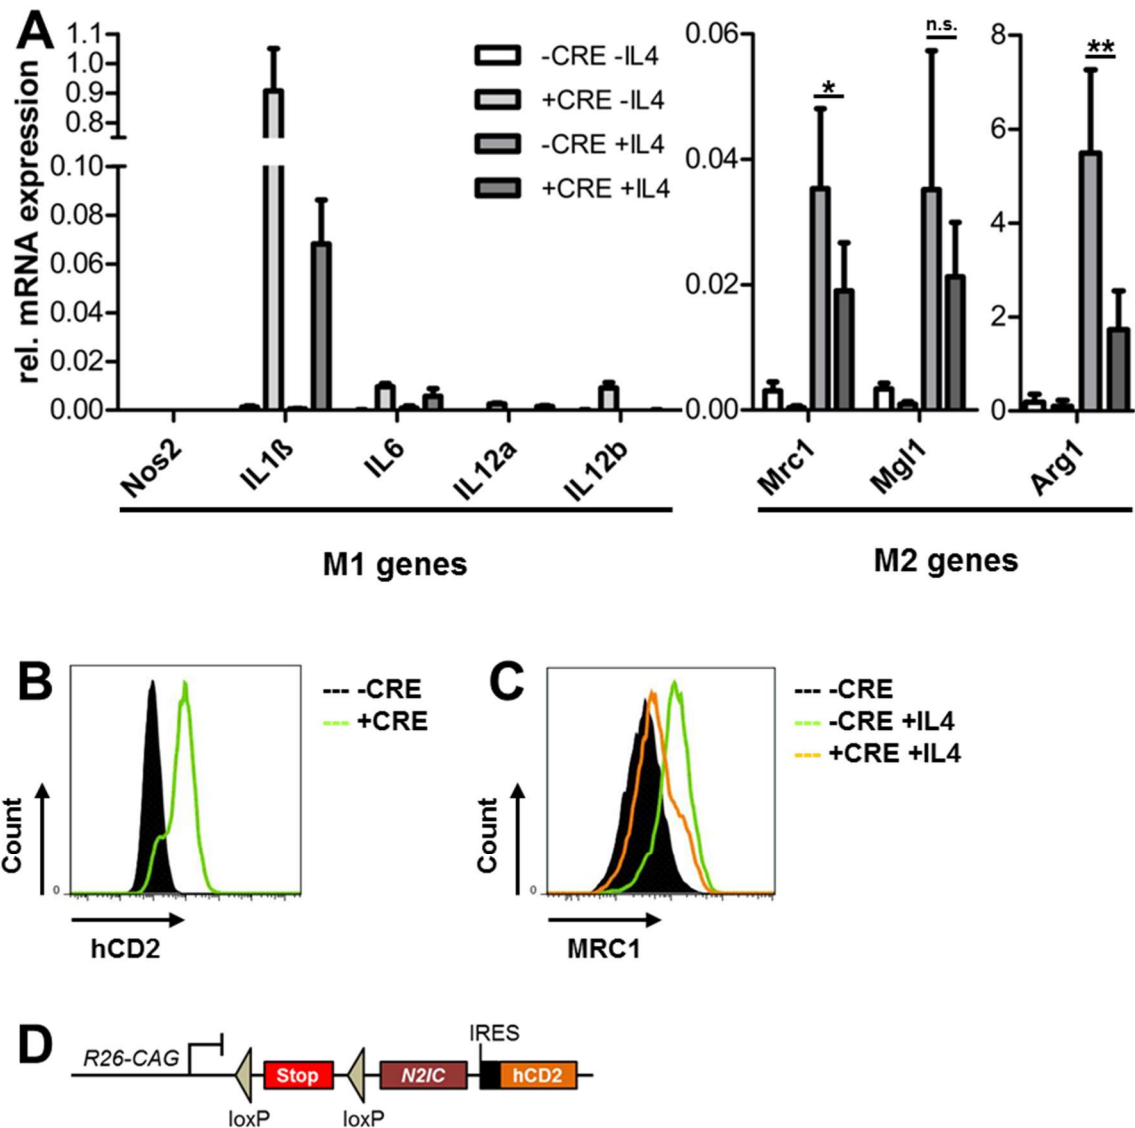 A
rel. mRNA expression
1.1
1.0
0.9
0.8
0.10
0.08
0.06
0.04
0.02
0.00
-CRE -IL4
+CRE -IL4
-CRE +IL4
+CRE +IL4
Nos2
IL1ß
IL6
IL12a
IL12b
M1 genes
0.06
0.04
0.02
0.00
*
n.s.
Mrc1
Mgl1
8
6
4
2
0
**
Arg1
M2 genes
B
Count
0
hCD2
--- -CRE
--- +CRE
C
Count
0
MRC1
--- -CRE
--- -CRE +IL4
--- +CRE +IL4
D
R26-CAG
loxP
Stop
loxP
N2IC
IRES
hCD2